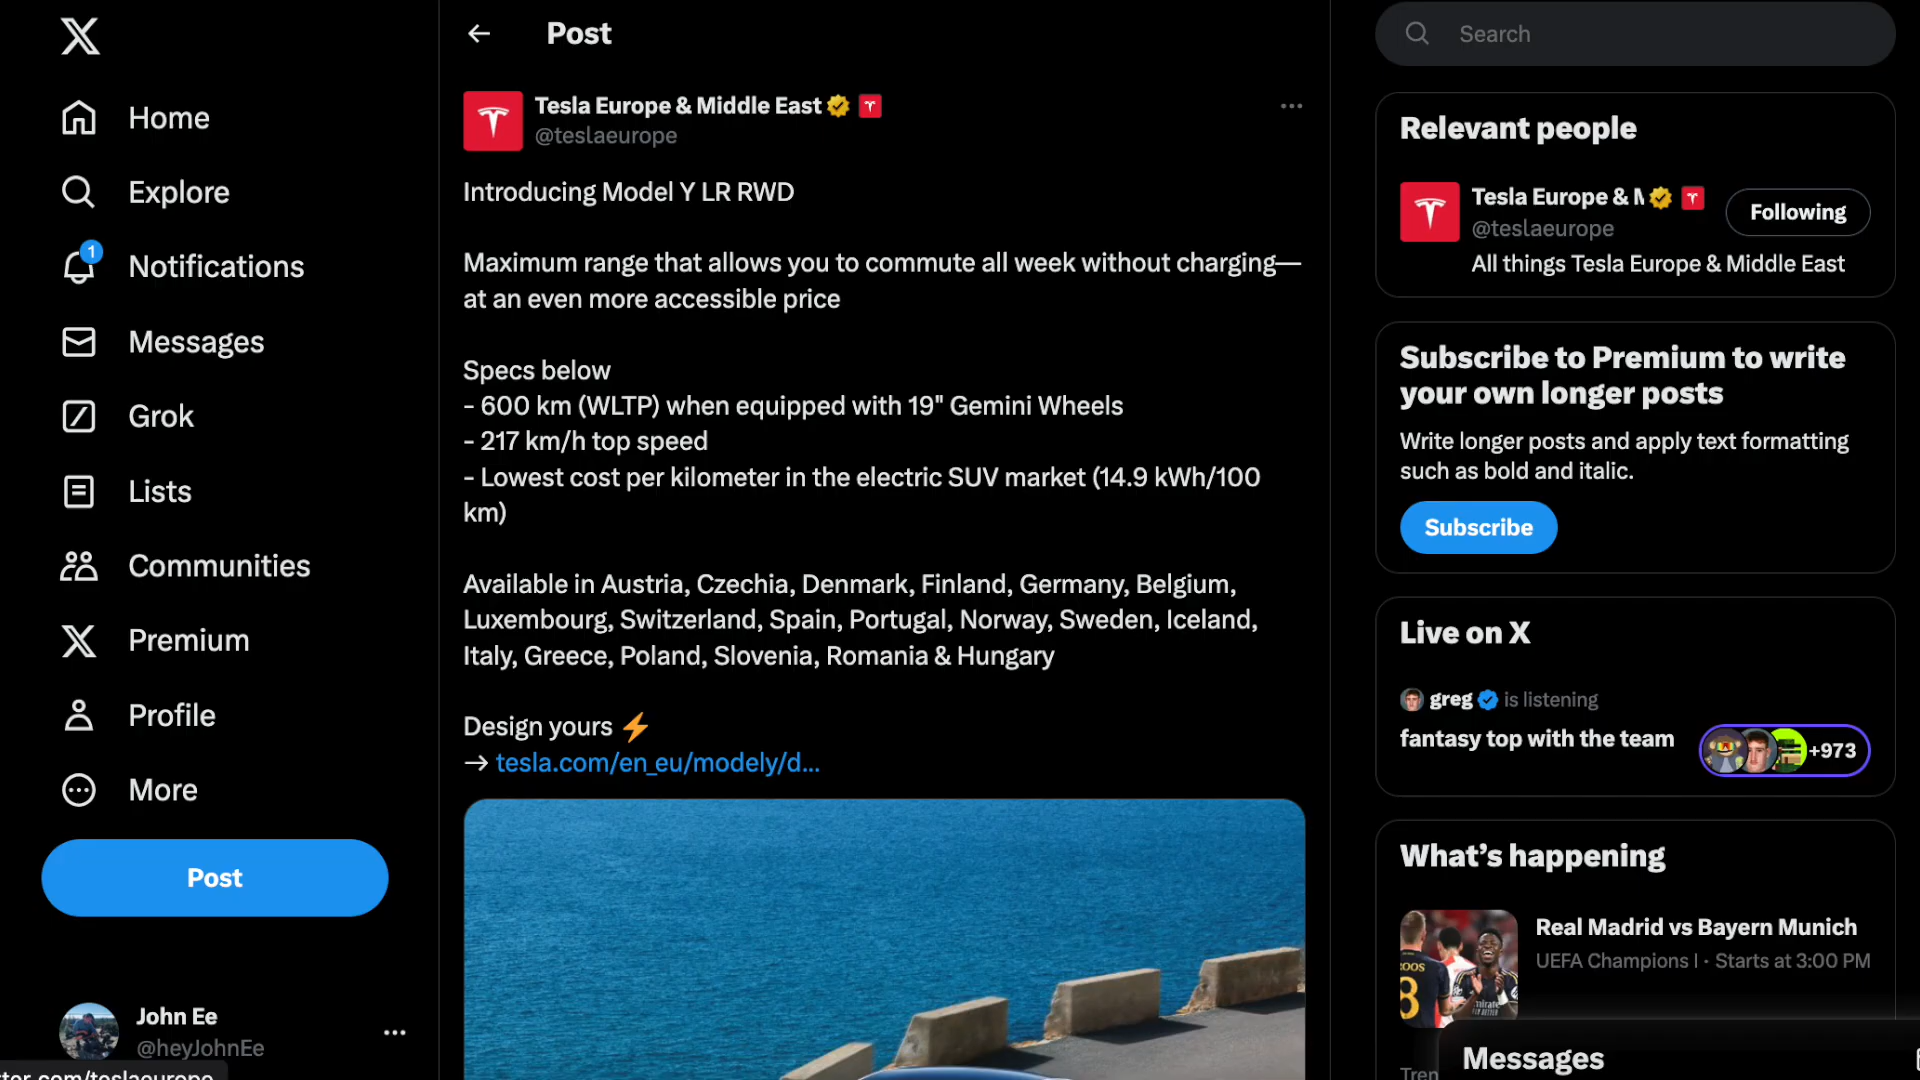 Home
Explore
1
Notifications
Messages
Grok
Lists
Communities
Premium
Profile
More
Post
John Ee
@heyJohnEe
Post
Tesla Europe & Middle East
@teslaeurope
Introducing Model Y LR RWD
Maximum range that allows you to commute all week without charging—
at an even more accessible price
Specs below
- 600 km (WLTP) when equipped with 19" Gemini Wheels
- 217 km/h top speed
- Lowest cost per kilometer in the electric SUV market (14.9 kWh/100
km)
Available in Austria, Czechia, Denmark, Finland, Germany, Belgium,
Luxembourg, Switzerland, Spain, Portugal, Norway, Sweden, Iceland,
Italy, Greece, Poland, Slovenia, Romania & Hungary
Design yours ⚡
→ tesla.com/en_eu/modely/d...
Search
Relevant people
Tesla Europe & M
@teslaeurope
Following
All things Tesla Europe & Middle East
Subscribe to Premium to write
your own longer posts
Write longer posts and apply text formatting
such as bold and italic.
Subscribe
Live on X
greg is listening
fantasy top with the team
+973
What's happening
Real Madrid vs Bayern Munich
UEFA Champions l · Starts at 3:00 PM
8
Messages